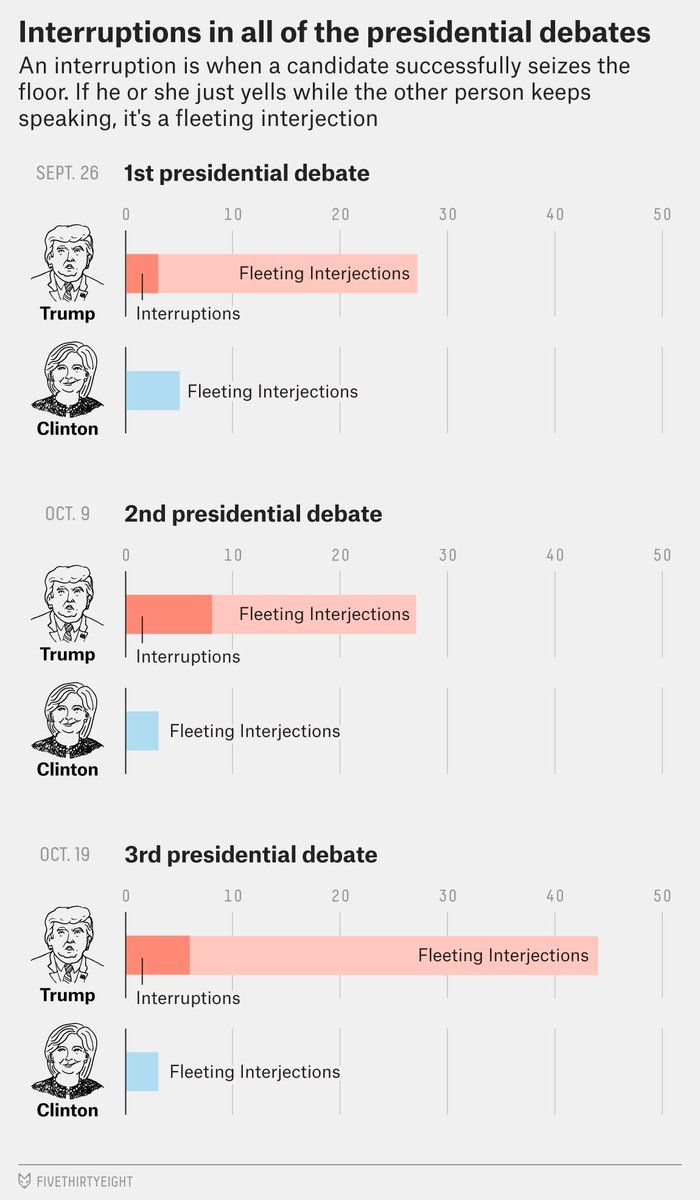 Interruptions in all of the presidential debates
An interruption is when a candidate successfully seizes the
floor. If he or she just yells while the other person keeps
speaking, it's a fleeting interjection
SEPT. 26 1st presidential debate
0 10 20 30 40 50
Fleeting Interjections
Trump
Interruptions
Fleeting Interjections
Clinton
OCT. 9 2nd presidential debate
0 10 20 30 40 50
Fleeting Interjections
Trump
Interruptions
Fleeting Interjections
Clinton
OCT. 19 3rd presidential debate
0 10 20 30 40 50
Fleeting Interjections
Trump
Interruptions
Fleeting Interjections
Clinton
FIVETHIRTYEIGHT